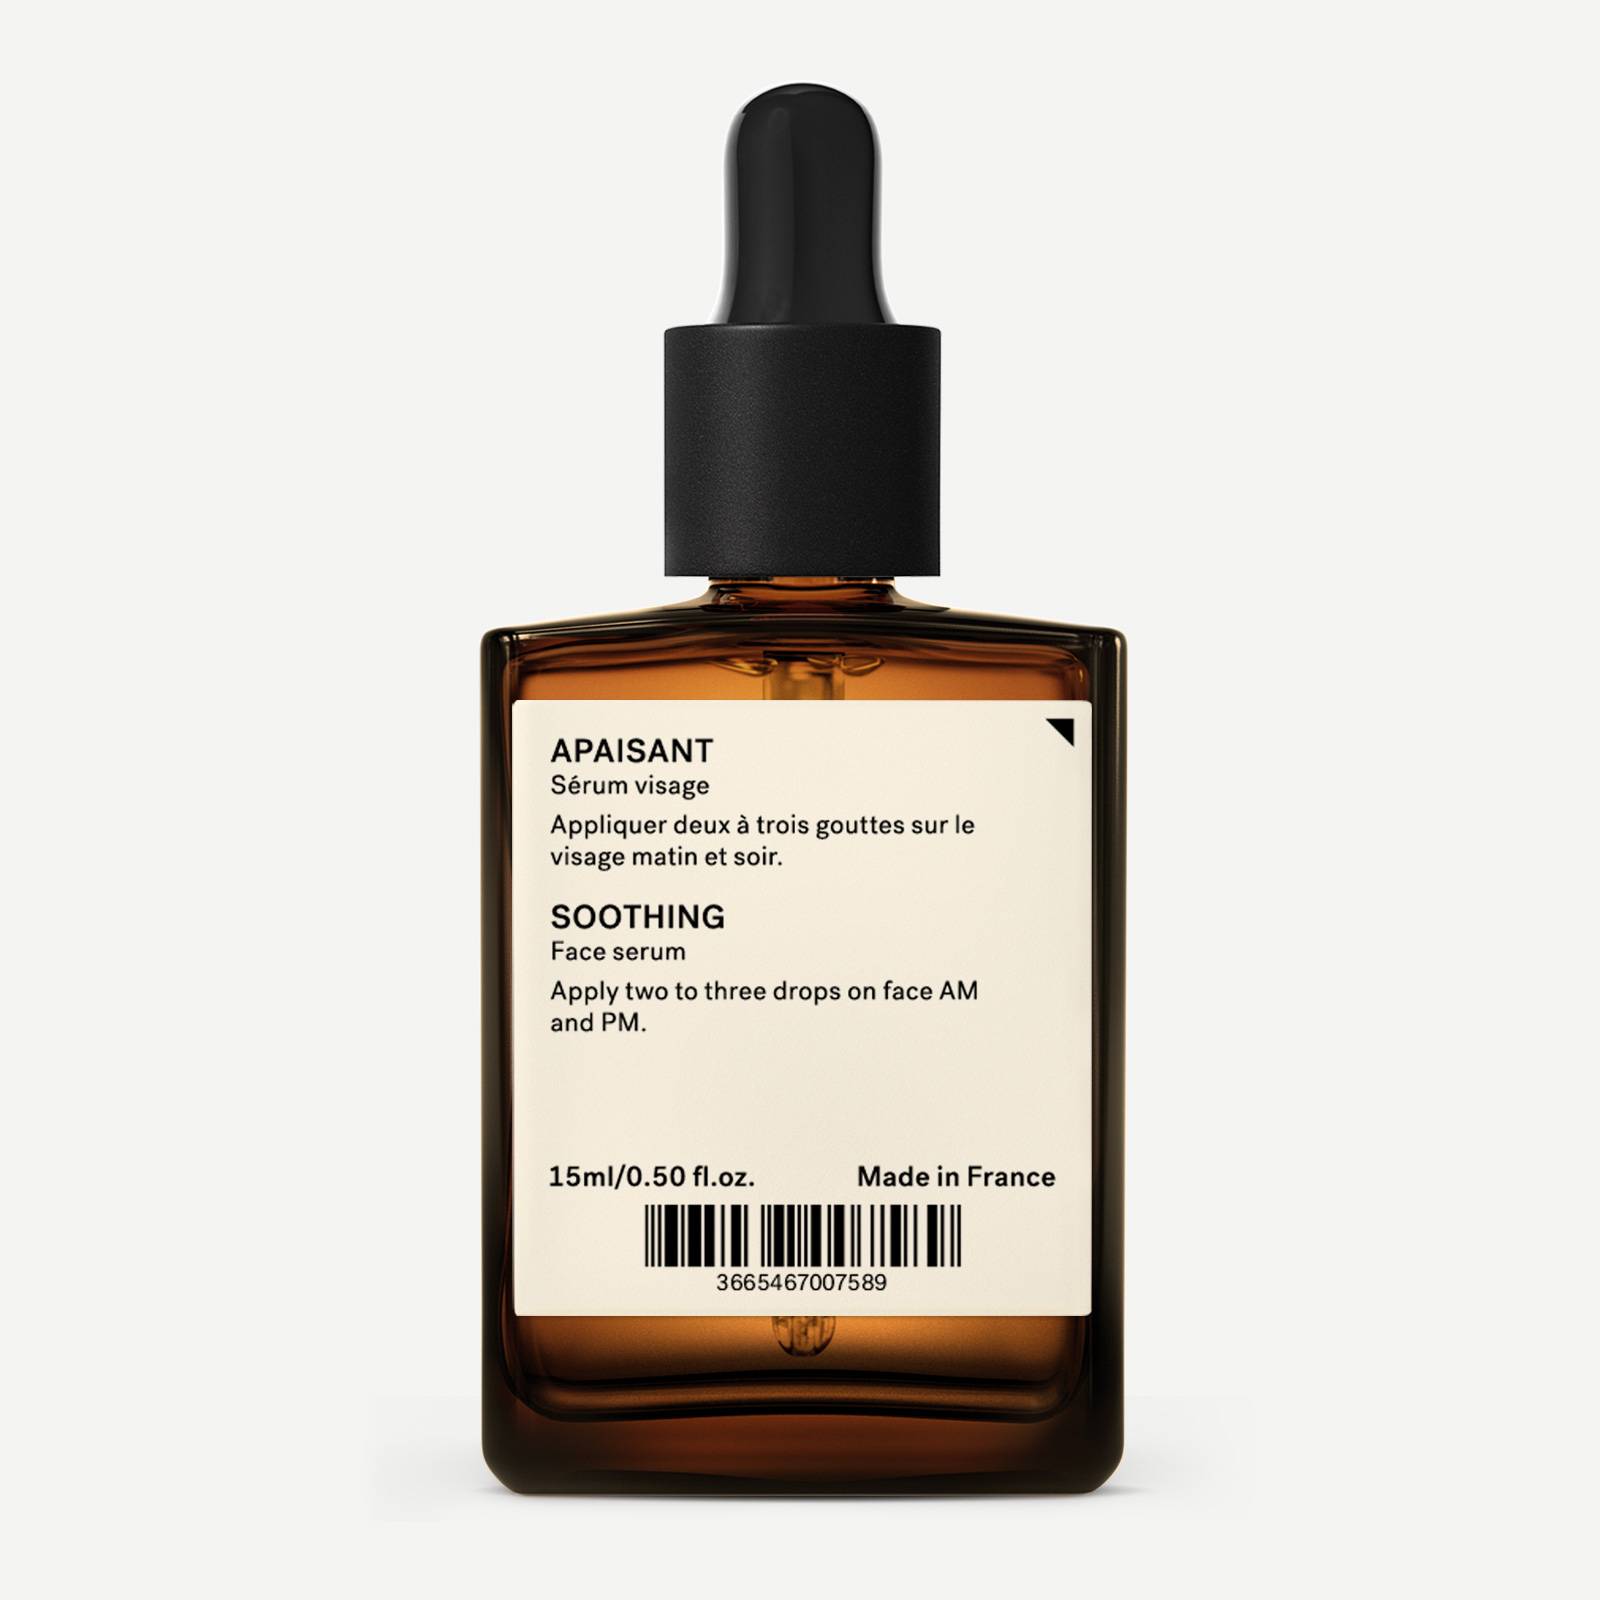 APAISANT
Sérum visage
Appliquer deux à trois gouttes sur le
visage matin et soir.
SOOTHING
Face serum
Apply two to three drops on face AM
and PM.
15ml/0.50 fl.oz. Made in France
3665467007589